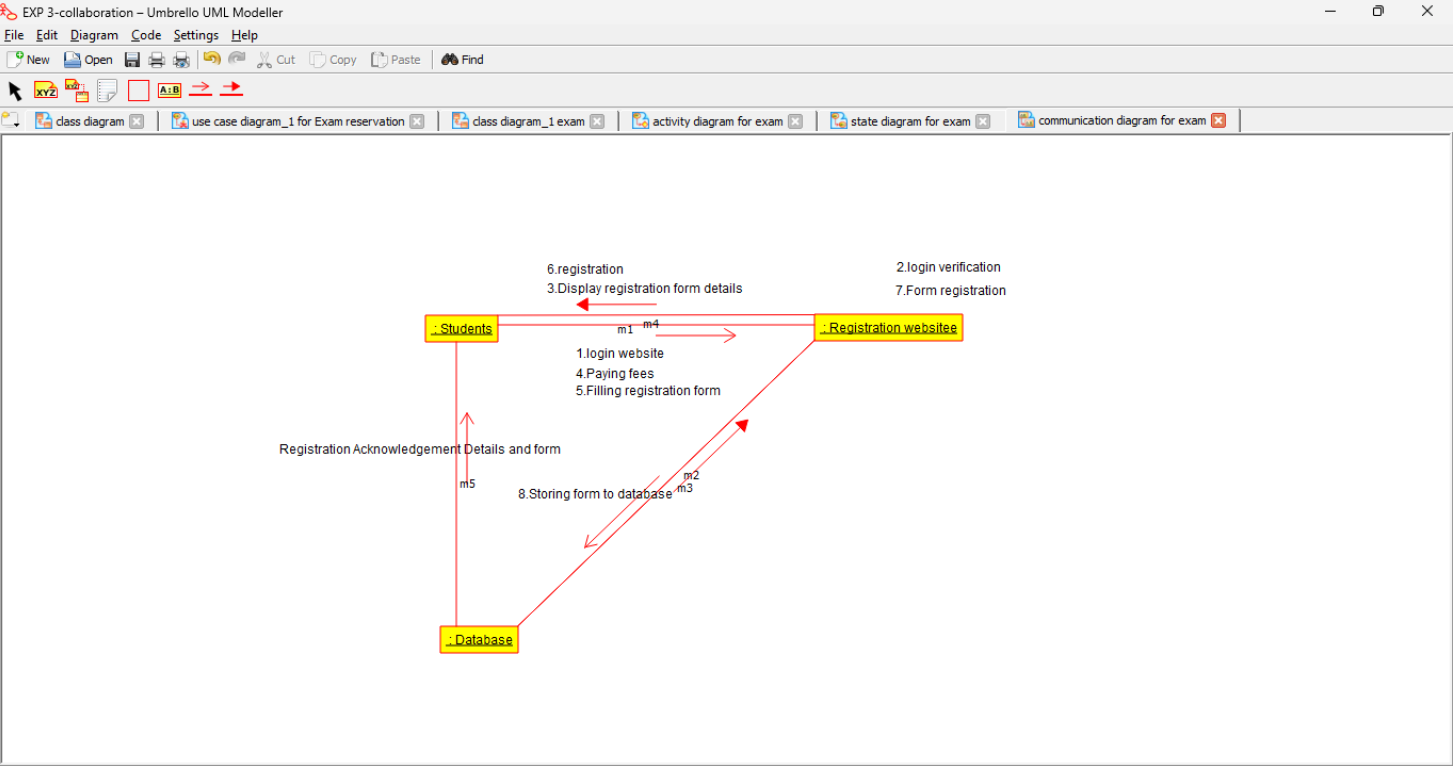 EXP 3-collaboration – Umbrello UML Modeller
File Edit Diagram Code Settings Help
New Open Cut Copy Paste Find
XYZ XYZ A:B
class diagram use case diagram_1 for Exam reservation class diagram_1 exam activity diagram for exam state diagram for exam communication diagram for exam
6.registration
2.login verification
3.Display registration form details
7.Form registration
: Students
m1 m4
: Registration websitee
1.login website
4.Paying fees
5.Filling registration form
Registration Acknowledgement Details and form
m5
m2
m3
8.Storing form to database
: Database